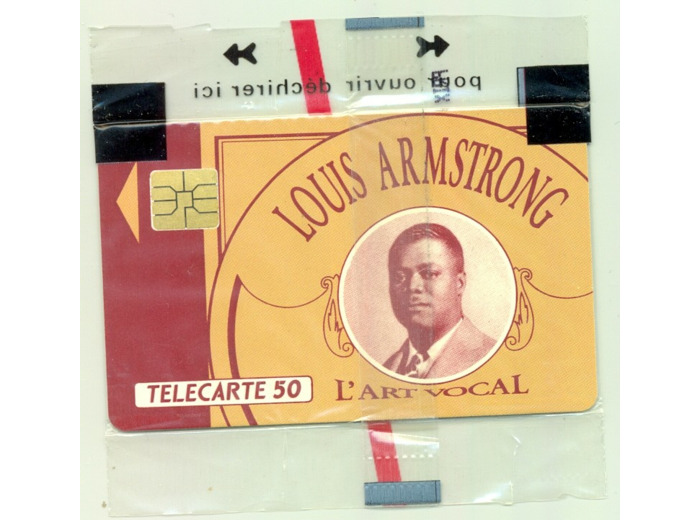 pour ouvrir déchirer ici
LOUIS ARMSTRONG
TELECARTE 50
L'ART VOCAL